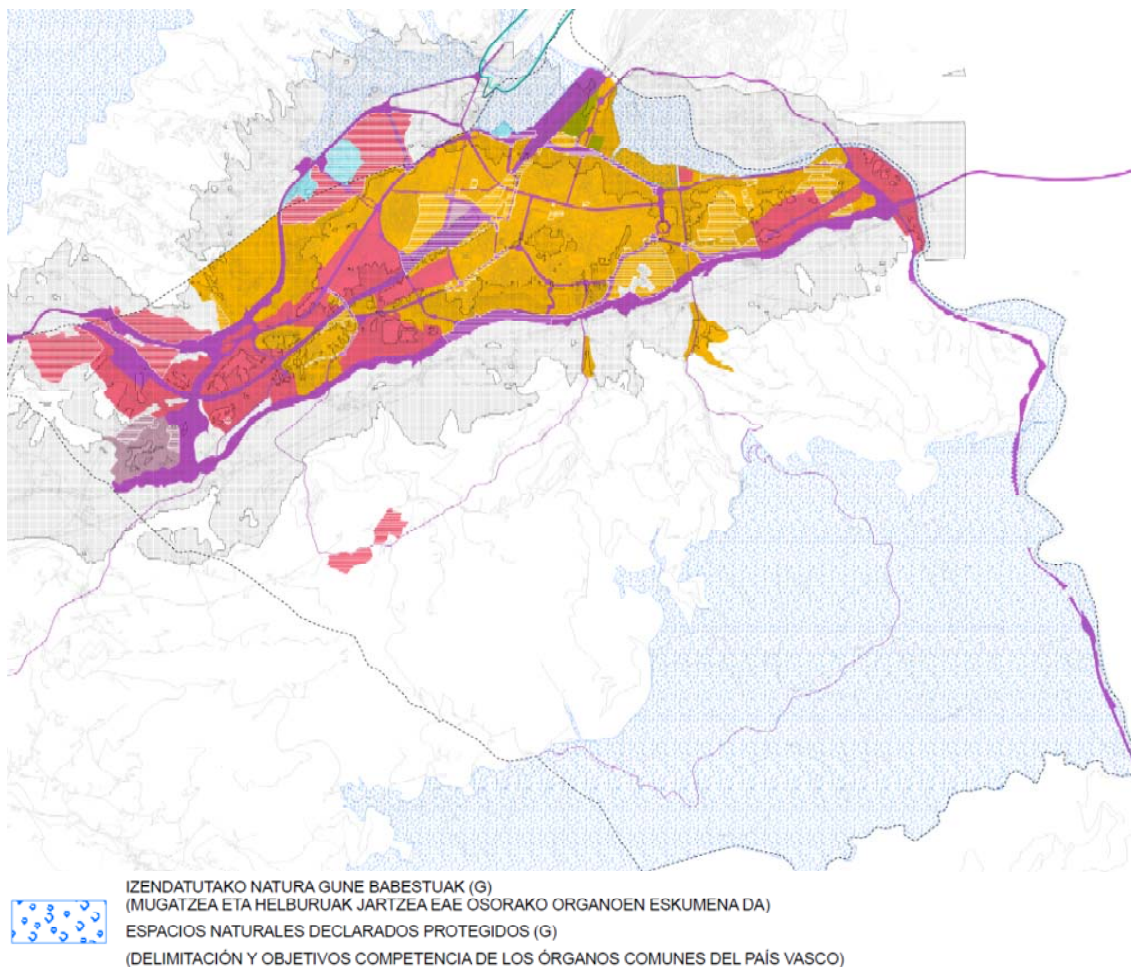 IZENDATUTAKO NATURA GUNE BABESTUAK (G)
(MUGATZEA ETA HELBURUAK JARTZEA EAE OSORAKO ORGANOEN ESKUMENA DA)
ESPACIOS NATURALES DECLARADOS PROTEGIDOS (G)
(DELIMITACIÓN Y OBJETIVOS COMPETENCIA DE LOS ÓRGANOS COMUNES DEL PAÍS VASCO)